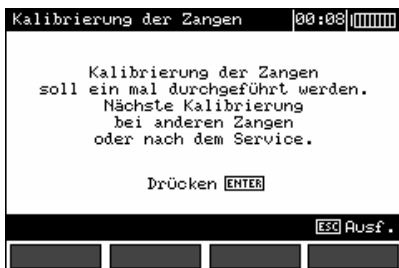 Kalibrierung der Zangen 00:08
Kalibrierung der Zangen
soll ein mal durchgeführt werden.
Nächste Kalibrierung
bei anderen Zangen
oder nach dem Service.
Drücken ENTER
ESC Ausf.